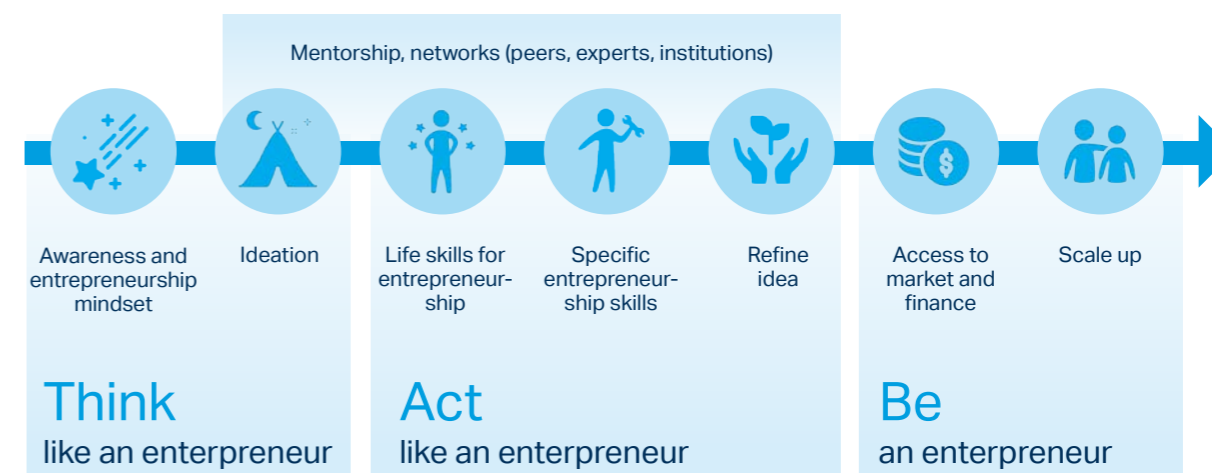 Mentorship, networks (peers, experts, institutions)
$
Awareness and
entrepreneurship
mindset
Ideation
Life skills for
entrepreneur-
ship
Specific
entrepreneur-
ship skills
Refine
idea
Access to
market and
finance
Scale up
Think
like an enterpreneur
Act
like an enterpreneur
Be
an enterpreneur